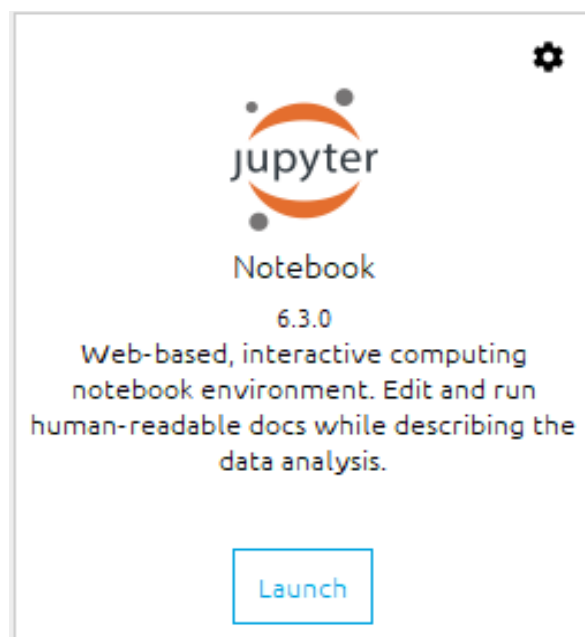 jupyter
Notebook
6.3.0
Web-based, interactive computing
notebook environment. Edit and run
human-readable docs while describing the
data analysis.
Launch